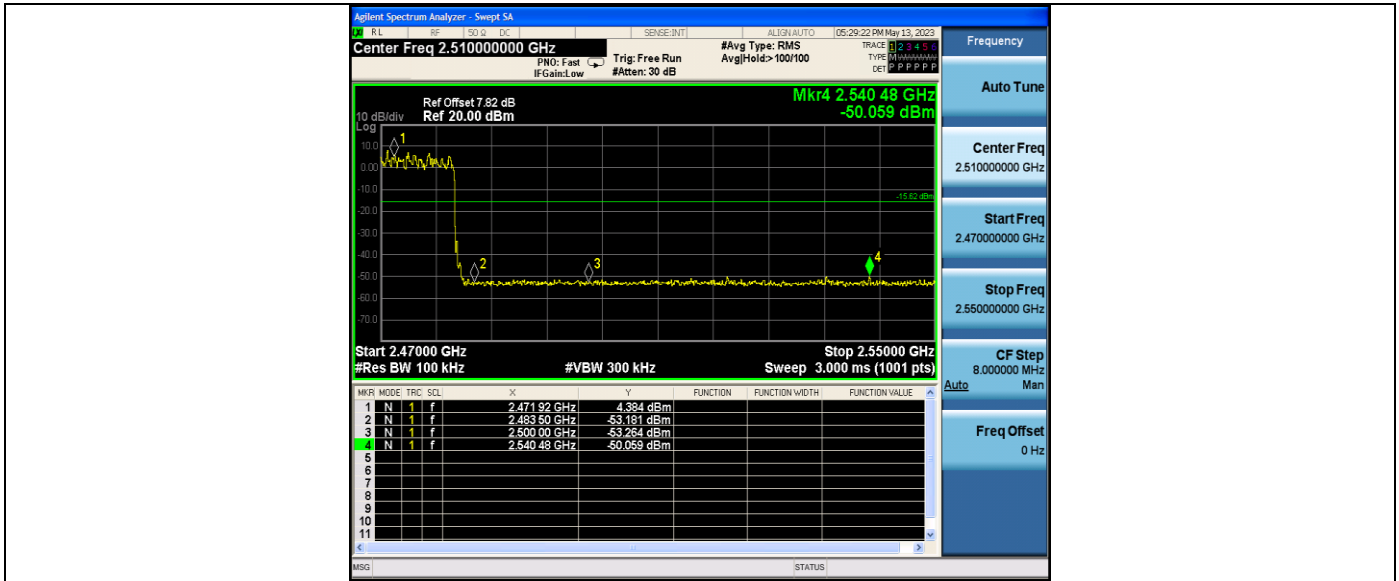 Agilent Spectrum Analyzer - Swept SA
RL RF 50 Ω DC SENSE:INT ALIGN AUTO 05:29:22 PM May 13, 2023
Center Freq 2.510000000 GHz
PNO: Fast
IFGain:Low
Trig: Free Run
#Atten: 30 dB
#Avg Type: RMS
Avg|Hold:>100/100
TRACE 1 2 3 4 5 6
TYPE M
DET P P P P P P
Ref Offset 7.82 dB
10 dB/div Ref 20.00 dBm
Log
Mkr4 2.540 48 GHz
-50.059 dBm
10.0
0.00
-10.0
-20.0
-30.0
-40.0
-50.0
-60.0
-70.0
-15.62 dBm
1
2
3
4
Start 2.47000 GHz Stop 2.55000 GHz
#Res BW 100 kHz #VBW 300 kHz Sweep 3.000 ms (1001 pts)
MKR MODE TRC SCL X Y FUNCTION FUNCTION WIDTH FUNCTION VALUE
1 N 1 f 2.471 92 GHz 4.384 dBm
2 N 1 f 2.483 50 GHz -53.181 dBm
3 N 1 f 2.500 00 GHz -53.264 dBm
4 N 1 f 2.540 48 GHz -50.059 dBm
5
6
7
8
9
10
11
MSG STATUS
Frequency
Auto Tune
Center Freq
2.510000000 GHz
Start Freq
2.470000000 GHz
Stop Freq
2.550000000 GHz
CF Step
8.000000 MHz
Auto Man
Freq Offset
0 Hz